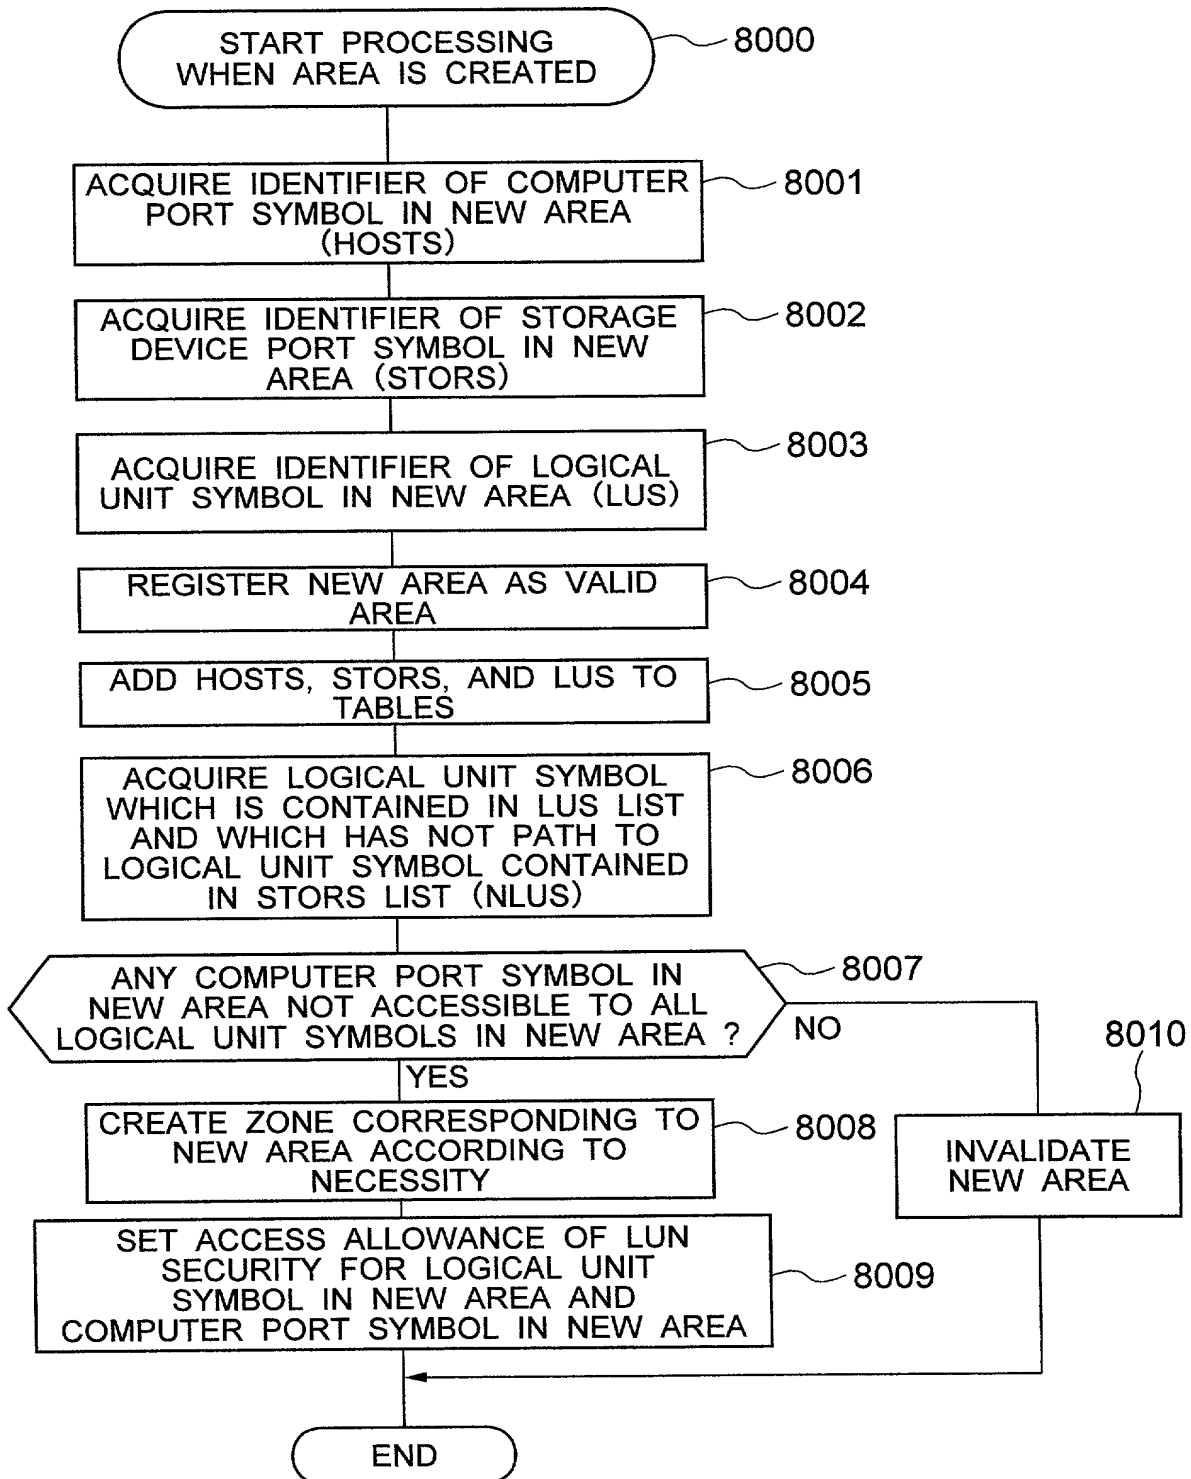 START PROCESSING
WHEN AREA IS CREATED
8000
ACQUIRE IDENTIFIER OF COMPUTER
PORT SYMBOL IN NEW AREA
(HOSTS)
8001
ACQUIRE IDENTIFIER OF STORAGE
DEVICE PORT SYMBOL IN NEW
AREA (STORS)
8002
ACQUIRE IDENTIFIER OF LOGICAL
UNIT SYMBOL IN NEW AREA (LUS)
8003
REGISTER NEW AREA AS VALID
AREA
8004
ADD HOSTS, STORS, AND LUS TO
TABLES
8005
ACQUIRE LOGICAL UNIT SYMBOL
WHICH IS CONTAINED IN LUS LIST
AND WHICH HAS NOT PATH TO
LOGICAL UNIT SYMBOL CONTAINED
IN STORS LIST (NLUS)
8006
ANY COMPUTER PORT SYMBOL IN
NEW AREA NOT ACCESSIBLE TO ALL
LOGICAL UNIT SYMBOLS IN NEW AREA ?
8007
NO
YES
8010
INVALIDATE
NEW AREA
CREATE ZONE CORRESPONDING TO
NEW AREA ACCORDING TO
NECESSITY
8008
SET ACCESS ALLOWANCE OF LUN
SECURITY FOR LOGICAL UNIT
SYMBOL IN NEW AREA AND
COMPUTER PORT SYMBOL IN NEW AREA
8009
END